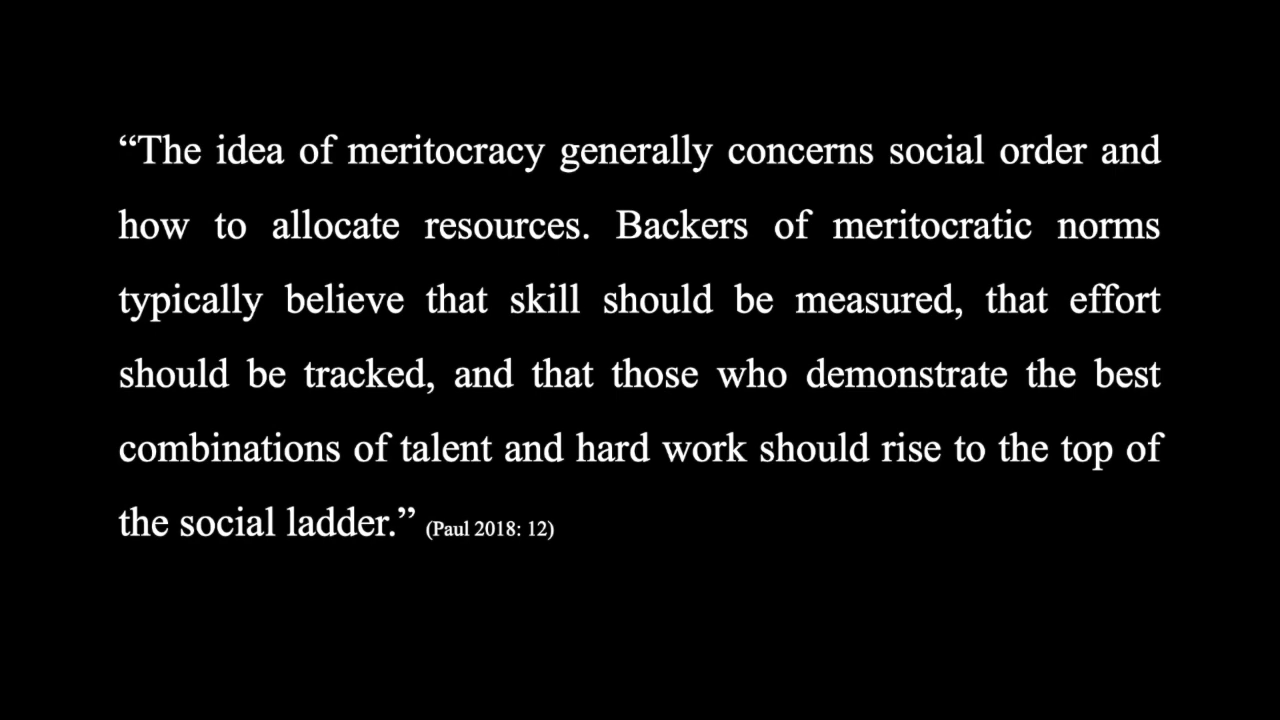 “The idea of meritocracy generally concerns social order and
how to allocate resources. Backers of meritocratic norms
typically believe that skill should be measured, that effort
should be tracked, and that those who demonstrate the best
combinations of talent and hard work should rise to the top of
the social ladder.” (Paul 2018: 12)